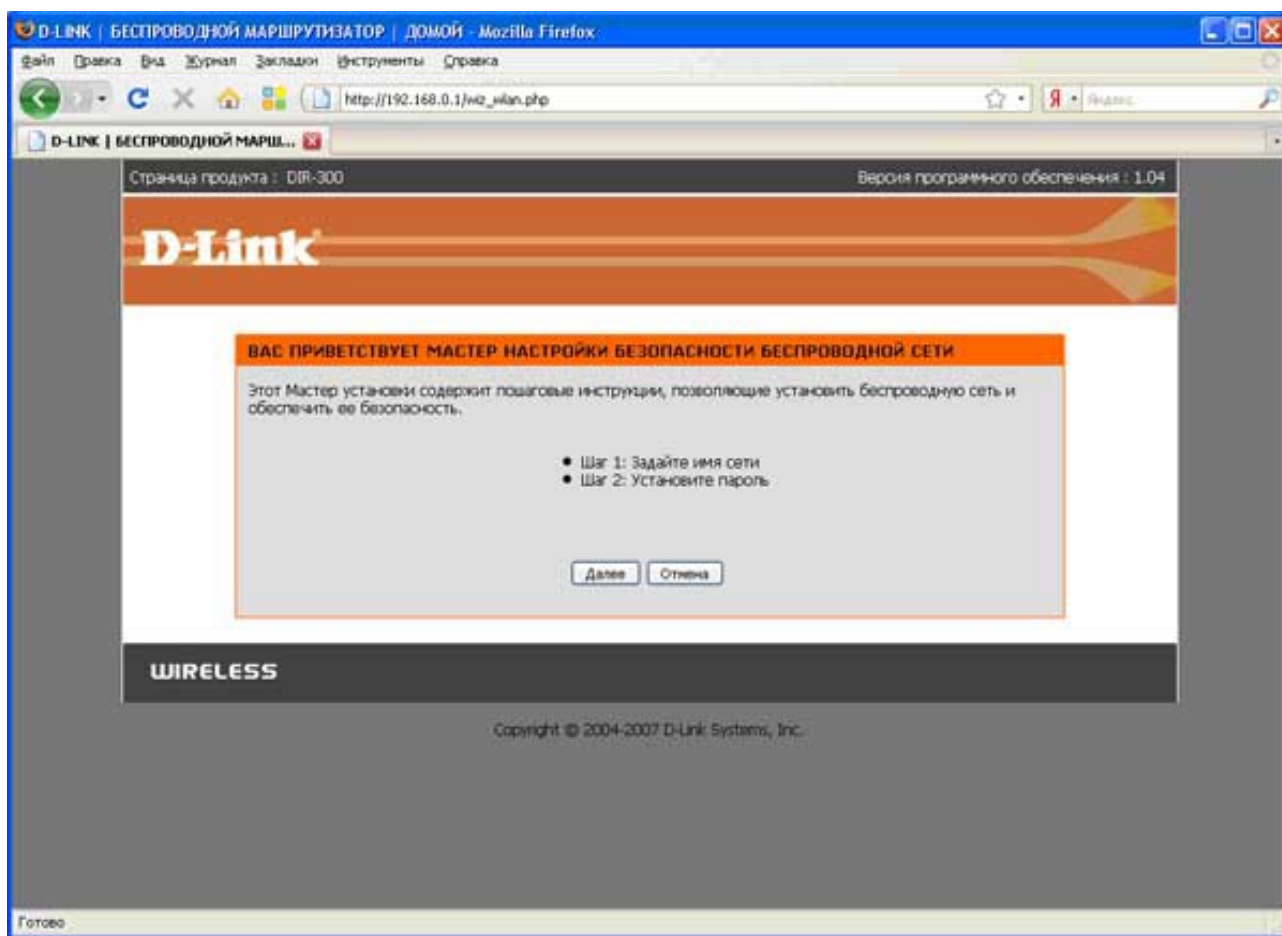 D-LINK | БЕСПРОВОДНОЙ МАРШРУТИЗАТОР | ДОМОЙ - Mozilla Firefox
Файл Правка Вид Журнал Закладки Инструменты Справка
http://192.168.0.1/wiz_wlan.php Я Яндекс
D-LINK | БЕСПРОВОДНОЙ МАРШ...
Страница продукта : DIR-300 Версия программного обеспечения : 1.04
D-Link
ВАС ПРИВЕТСТВУЕТ МАСТЕР НАСТРОЙКИ БЕЗОПАСНОСТИ БЕСПРОВОДНОЙ СЕТИ
Этот Мастер установки содержит пошаговые инструкции, позволяющие установить беспроводную сеть и
обеспечить ее безопасность.
Шаг 1: Задайте имя сети
Шаг 2: Установите пароль
Далее Отмена
WIRELESS
Copyright © 2004-2007 D-Link Systems, Inc.
Готово